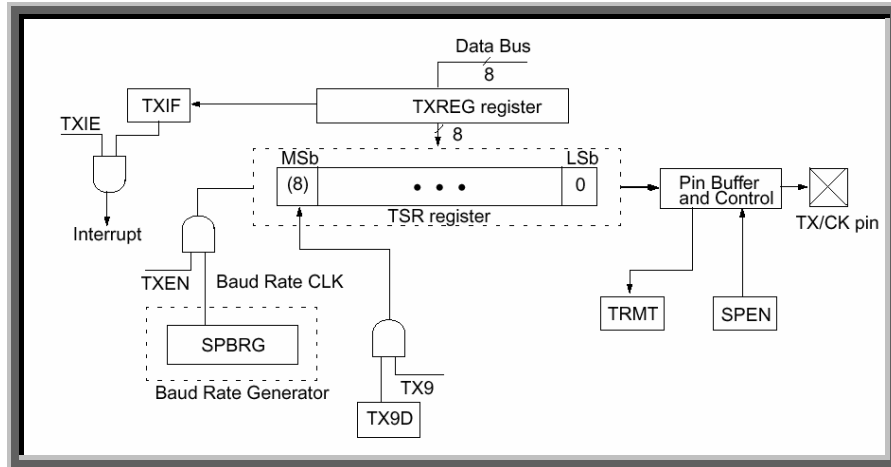 Data Bus
8
TXIF
TXREG register
TXIE
8
MSb
LSb
(8)
• • •
0
Pin Buffer
and Control
TSR register
TX/CK pin
Interrupt
TXEN
Baud Rate CLK
TRMT
SPEN
SPBRG
Baud Rate Generator
TX9
TX9D